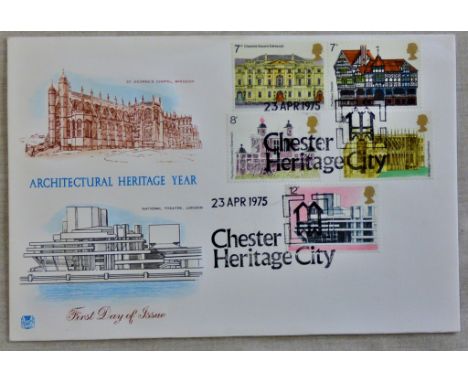 ST GEORGE'S CHAPEL, WINDSOR
ARCHITECTURAL HERITAGE YEAR
NATIONAL THEATRE, LONDON
First Day of Issue
7p
7p
23 APR 1975
8p
Chester
Heritage City
12p
23 APR 1975
Chester
Heritage City